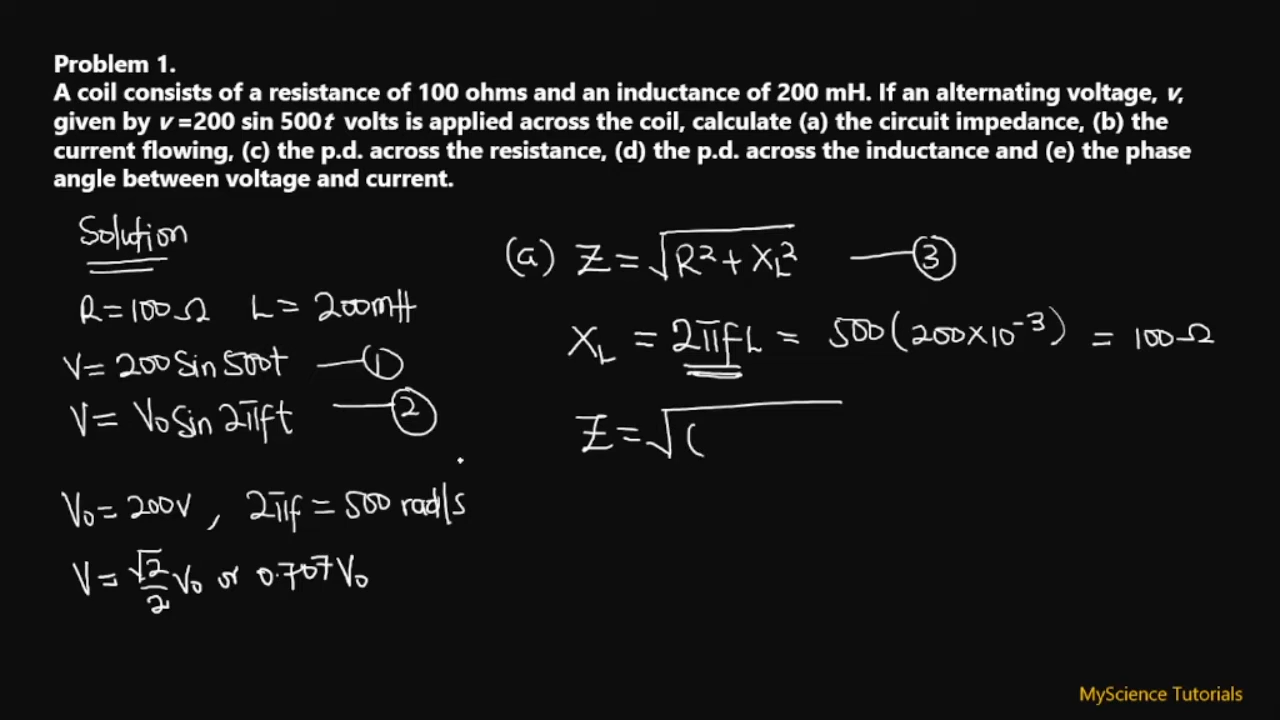 Problem 1.
A coil consists of a resistance of 100 ohms and an inductance of 200 mH. If an alternating voltage, v,
given by v =200 sin 500t volts is applied across the coil, calculate (a) the circuit impedance, (b) the
current flowing, (c) the p.d. across the resistance, (d) the p.d. across the inductance and (e) the phase
angle between voltage and current.
Solution
R = 100Ω L = 200mH
V = 200 Sin 500t — ①
V = V₀ Sin 2πft — ②
V₀ = 200V , 2πf = 500 rad/s
V = √2/2 V₀ or 0.707 V₀
(a) Z = √R² + X_L² — ③
X_L = 2πfL = 500(200×10⁻³) = 100Ω
Z = √(
MyScience Tutorials